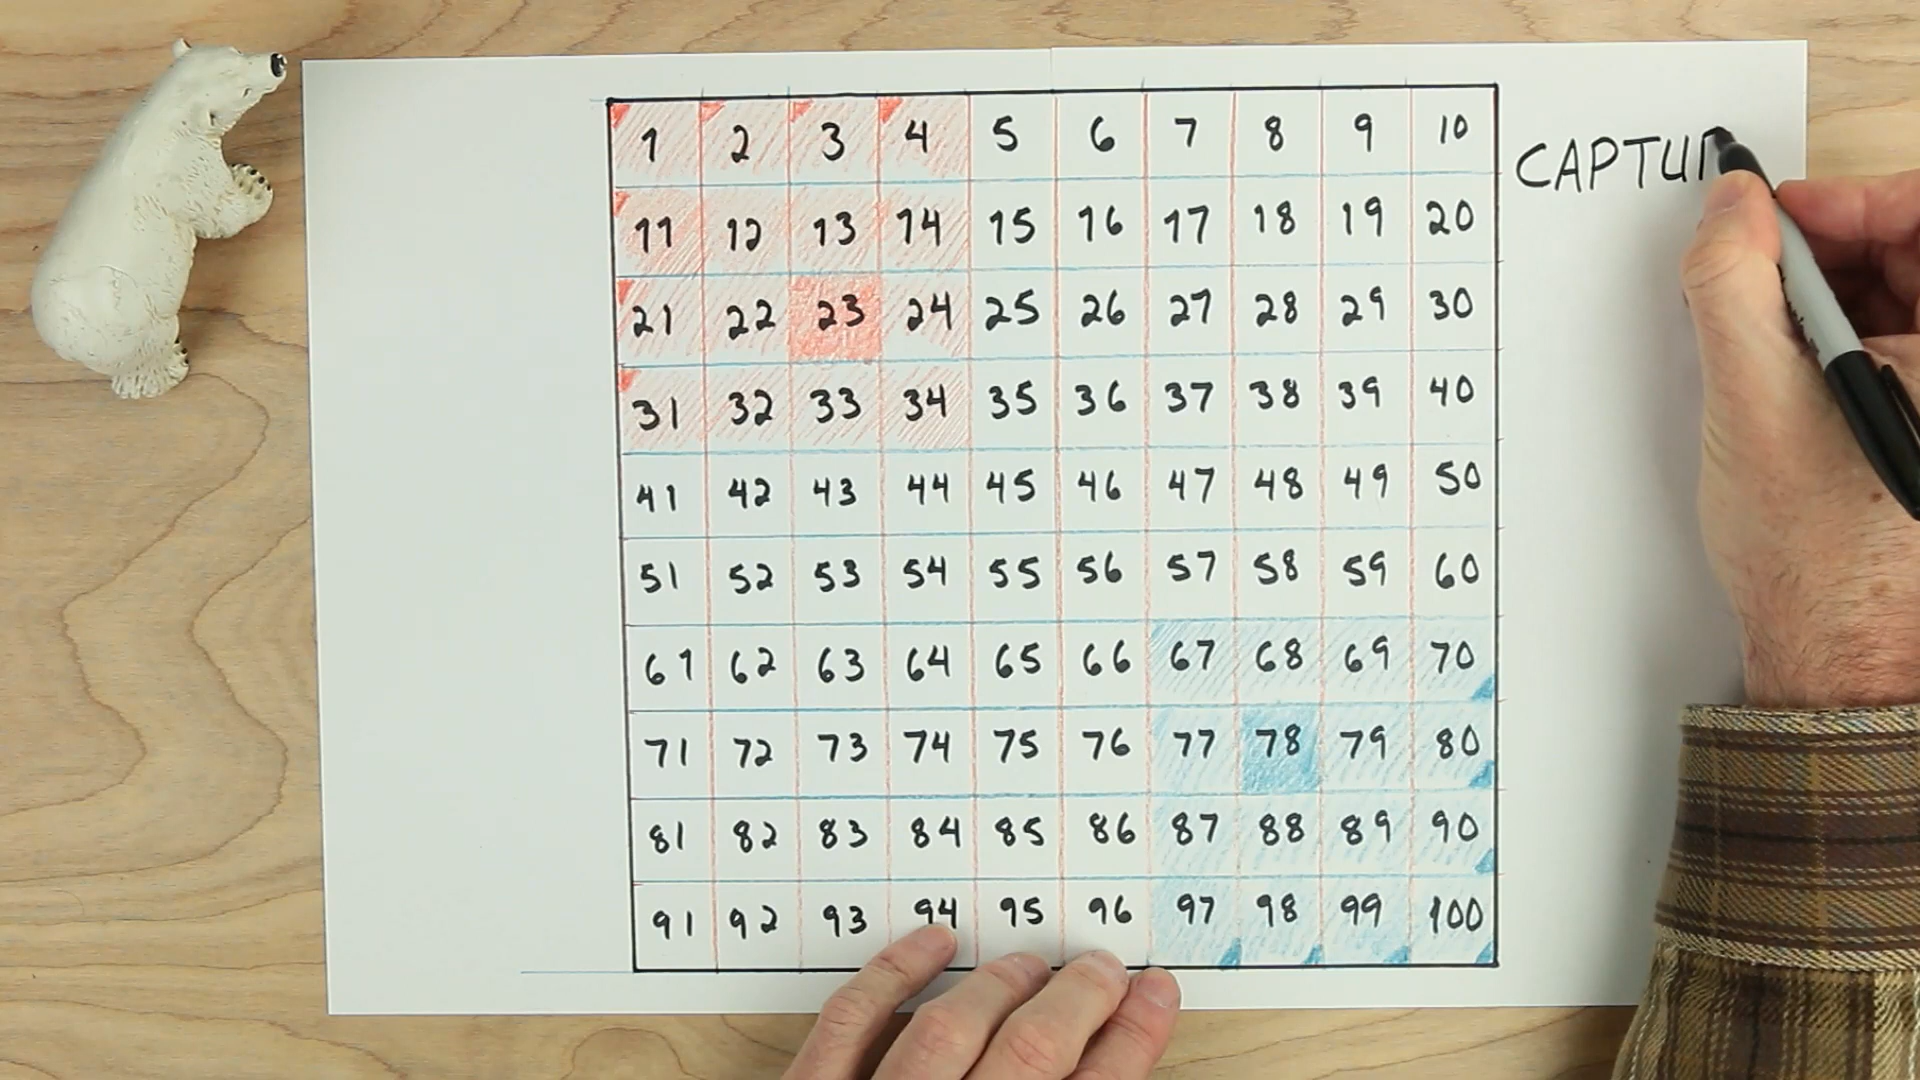 1 2 3 4 5 6 7 8 9 10
CAPTUR
11 12 13 14 15 16 17 18 19 20
21 22 23 24 25 26 27 28 29 30
31 32 33 34 35 36 37 38 39 40
41 42 43 44 45 46 47 48 49 50
51 52 53 54 55 56 57 58 59 60
61 62 63 64 65 66 67 68 69 70
71 72 73 74 75 76 77 78 79 80
81 82 83 84 85 86 87 88 89 90
91 92 93 94 95 96 97 98 99 100